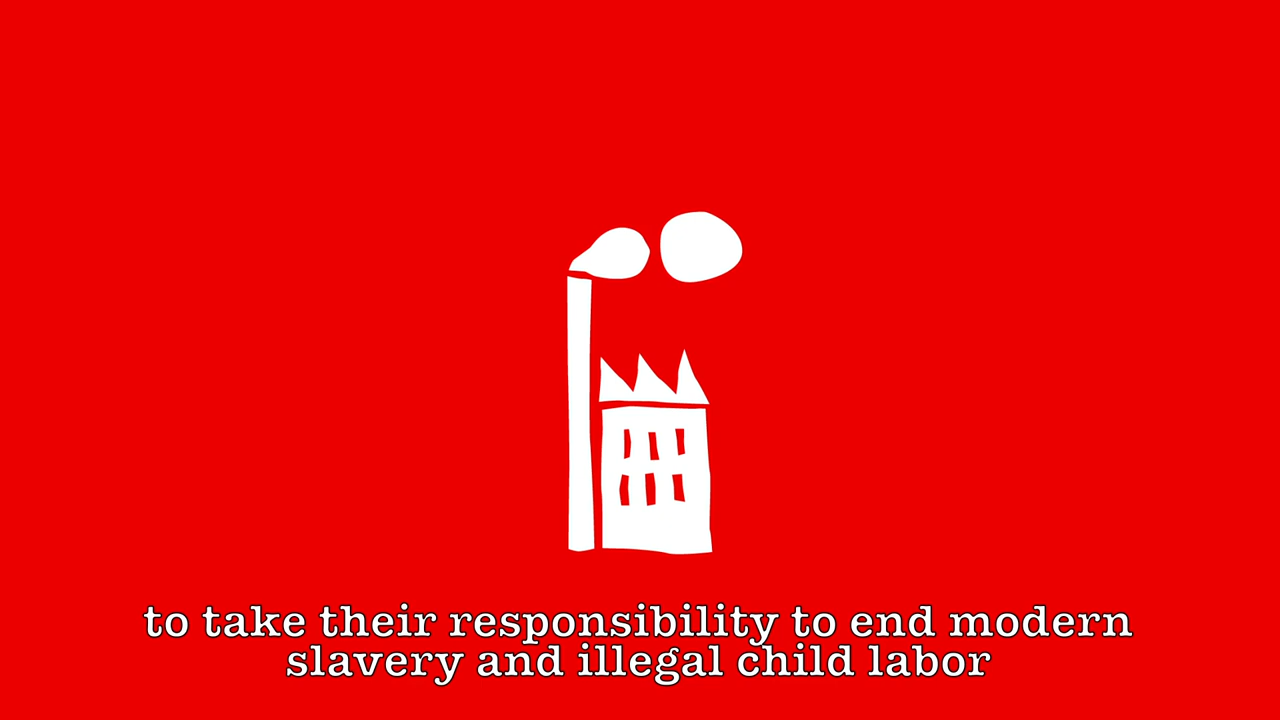 to take their responsibility to end modern
slavery and illegal child labor